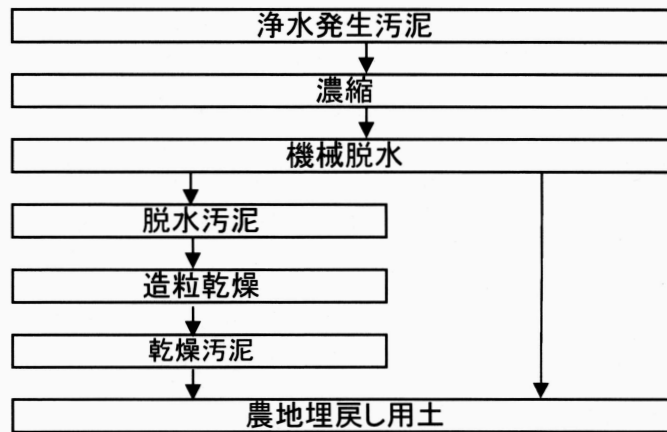 浄水発生汚泥
濃縮
機械脱水
脱水汚泥
造粒乾燥
乾燥汚泥
農地埋戻し用土